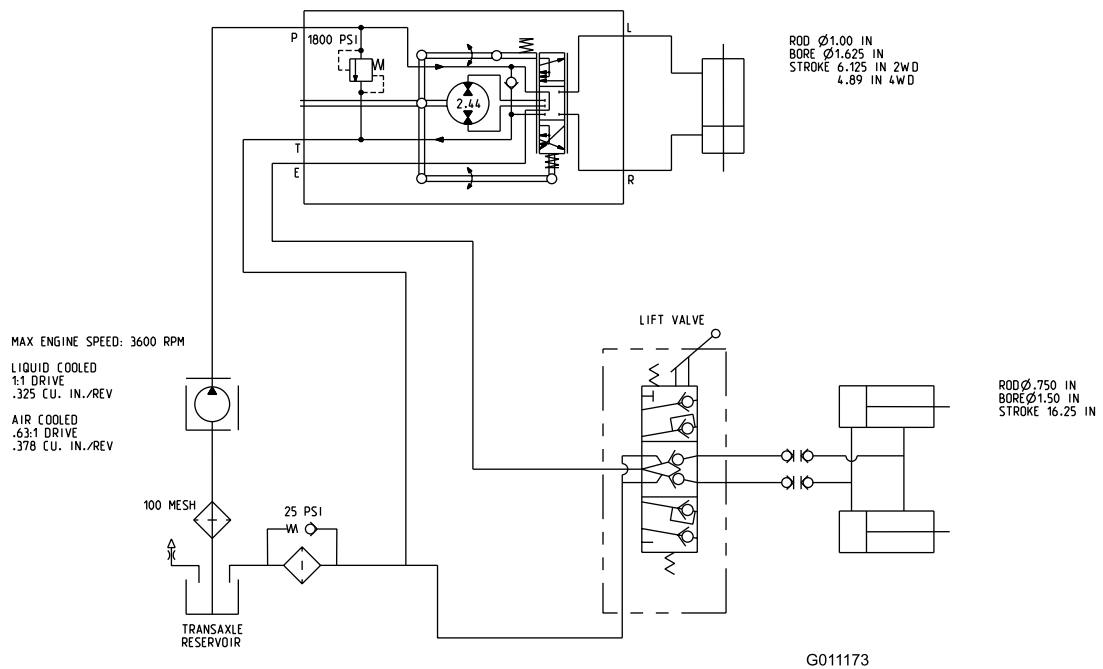 P
1800 PSI
L
2.44
T
E
R
ROD Ø1.00 IN
BORE Ø1.625 IN
STROKE 6.125 IN 2WD
4.89 IN 4WD
MAX ENGINE SPEED: 3600 RPM
LIQUID COOLED
1:1 DRIVE
.325 CU. IN./REV
AIR COOLED
.63:1 DRIVE
.378 CU. IN./REV
LIFT VALVE
RODØ.750 IN
BOREØ1.50 IN
STROKE 16.25 IN
100 MESH
25 PSI
TRANSAXLE
RESERVOIR
G011173